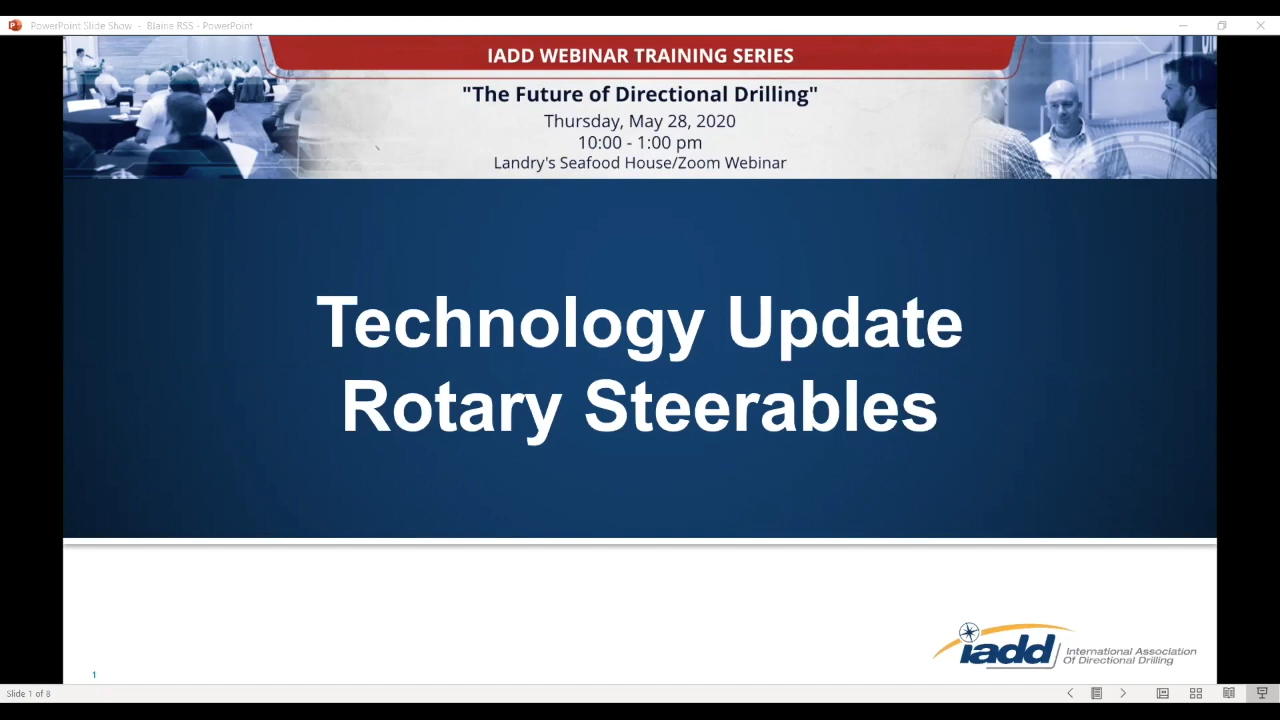 PowerPoint Slide Show - Blaine RSS - PowerPoint
IADD WEBINAR TRAINING SERIES
"The Future of Directional Drilling"
Thursday, May 28, 2020
10:00 - 1:00 pm
Landry's Seafood House/Zoom Webinar
Technology Update
Rotary Steerables
iadd
International Association
Of Directional Drilling
1
Slide 1 of 8